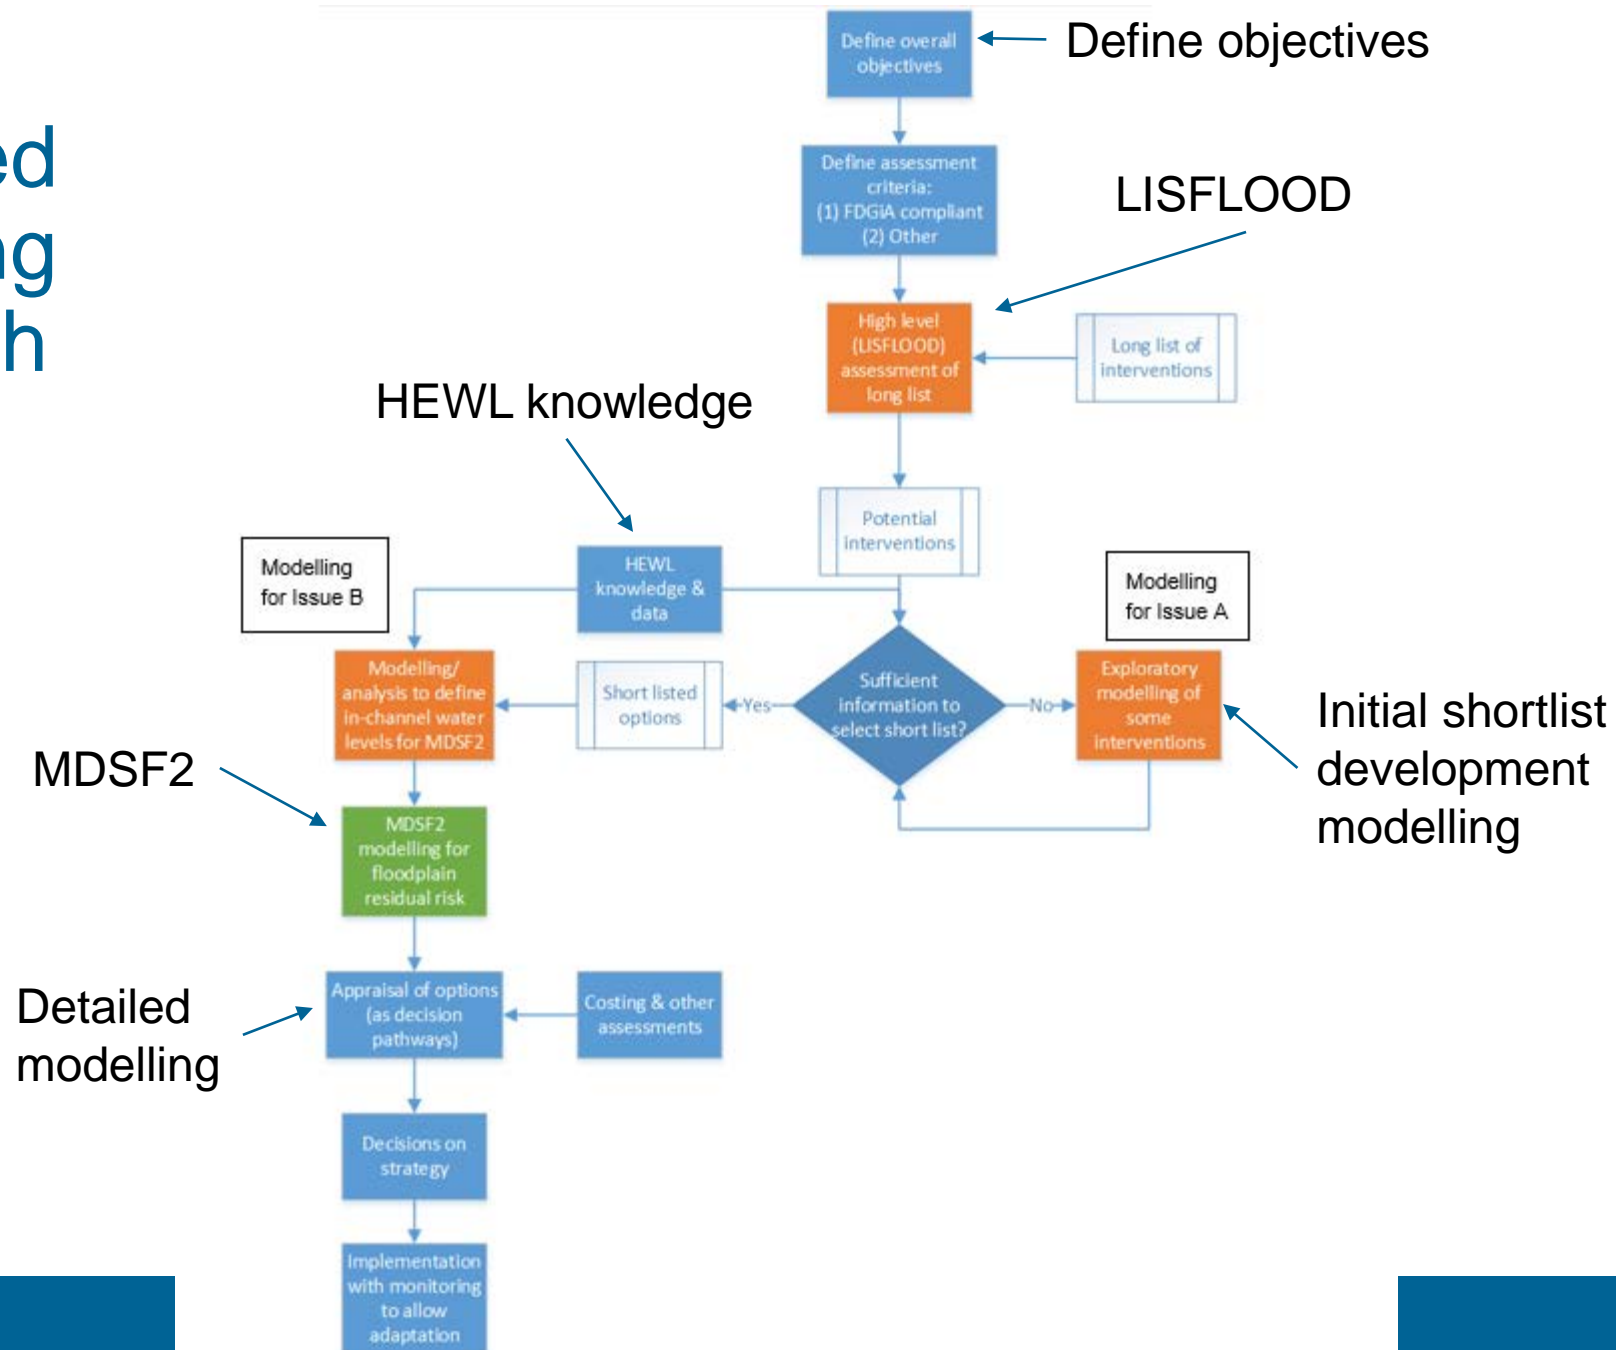 ed
ng
h
Define overall
objectives
Define objectives
Define assessment
criteria:
(1) FDGiA compliant
(2) Other
LISFLOOD
High level
(LISFLOOD)
assessment of
long list
Long list of
interventions
HEWL knowledge
Potential
interventions
Modelling
for Issue B
HEWL
knowledge &
data
Modelling
for Issue A
Modelling/
analysis to define
in-channel water
levels for MDSF2
Short listed
options
Yes
Sufficient
information to
select short list?
No
Exploratory
modelling of
some
interventions
Initial shortlist
development
modelling
MDSF2
MDSF2
modelling for
floodplain
residual risk
Detailed
modelling
Appraisal of options
(as decision
pathways)
Costing & other
assessments
Decisions on
strategy
Implementation
with monitoring
to allow
adaptation